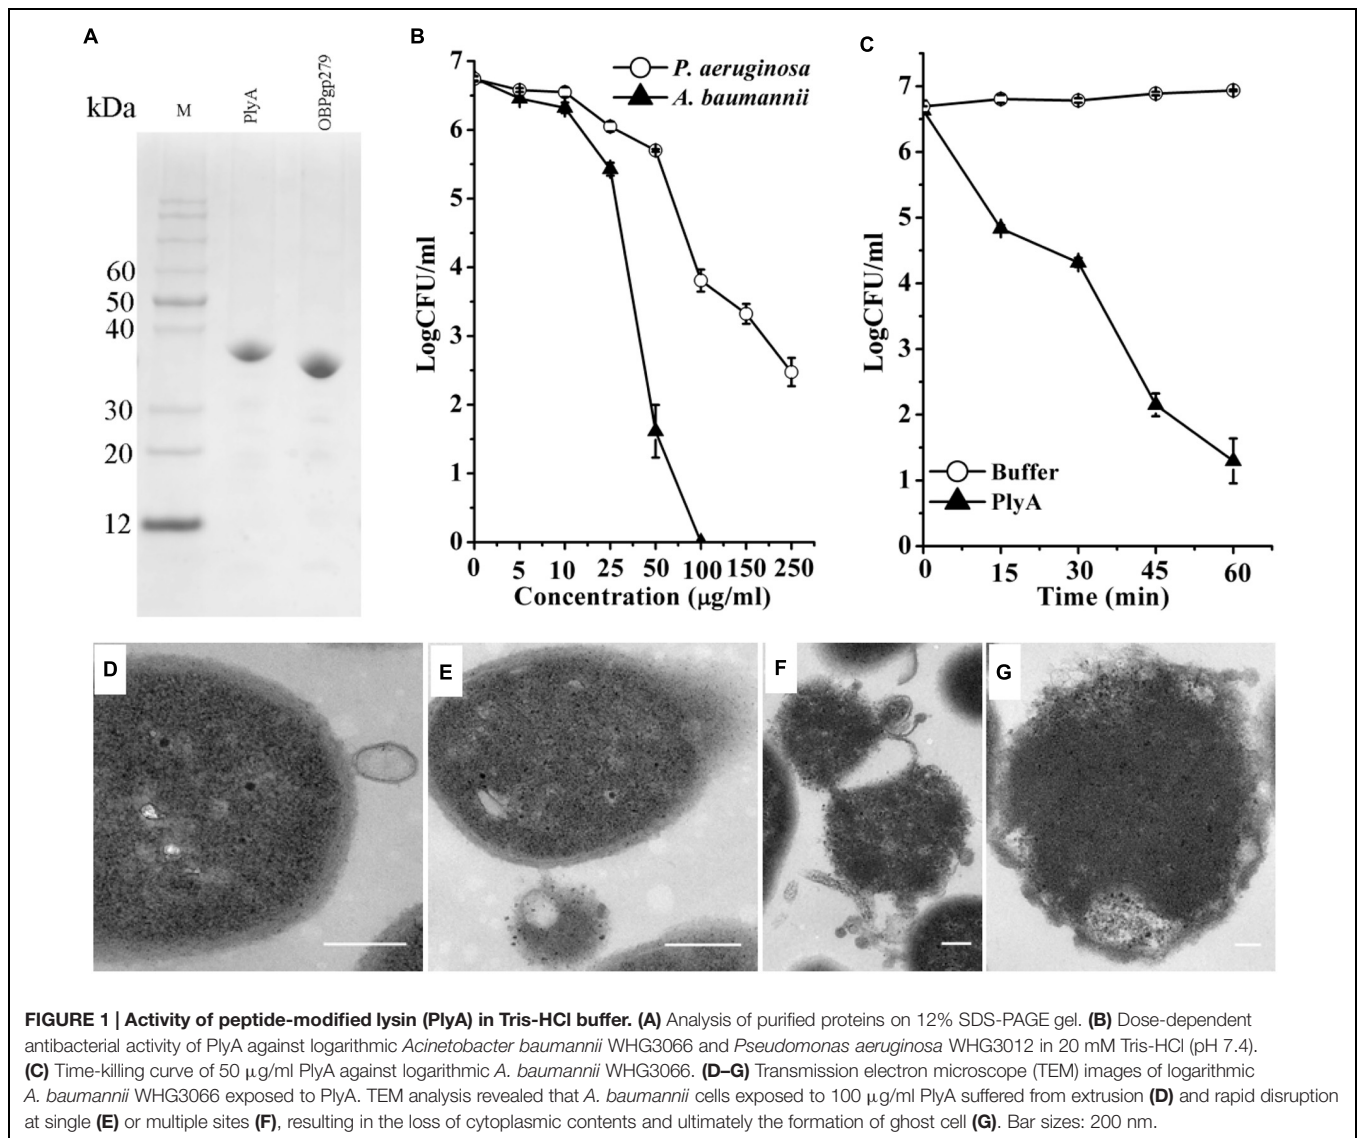 A
kDa
M
PlyA
OBPgp279
60
50
40
30
20
12
B
P. aeruginosa
A. baumannii
LogCFU/ml
7
6
5
4
3
2
1
0
0 5 10 25 50 100 150 250
Concentration (μg/ml)
C
LogCFU/ml
7
6
5
4
3
2
1
0
Buffer
PlyA
0 15 30 45 60
Time (min)
D
E
F
G
FIGURE 1 | Activity of peptide-modified lysin (PlyA) in Tris-HCl buffer. (A) Analysis of purified proteins on 12% SDS-PAGE gel. (B) Dose-dependent
antibacterial activity of PlyA against logarithmic Acinetobacter baumannii WHG3066 and Pseudomonas aeruginosa WHG3012 in 20 mM Tris-HCl (pH 7.4).
(C) Time-killing curve of 50 μg/ml PlyA against logarithmic A. baumannii WHG3066. (D–G) Transmission electron microscope (TEM) images of logarithmic
A. baumannii WHG3066 exposed to PlyA. TEM analysis revealed that A. baumannii cells exposed to 100 μg/ml PlyA suffered from extrusion (D) and rapid disruption
at single (E) or multiple sites (F), resulting in the loss of cytoplasmic contents and ultimately the formation of ghost cell (G). Bar sizes: 200 nm.